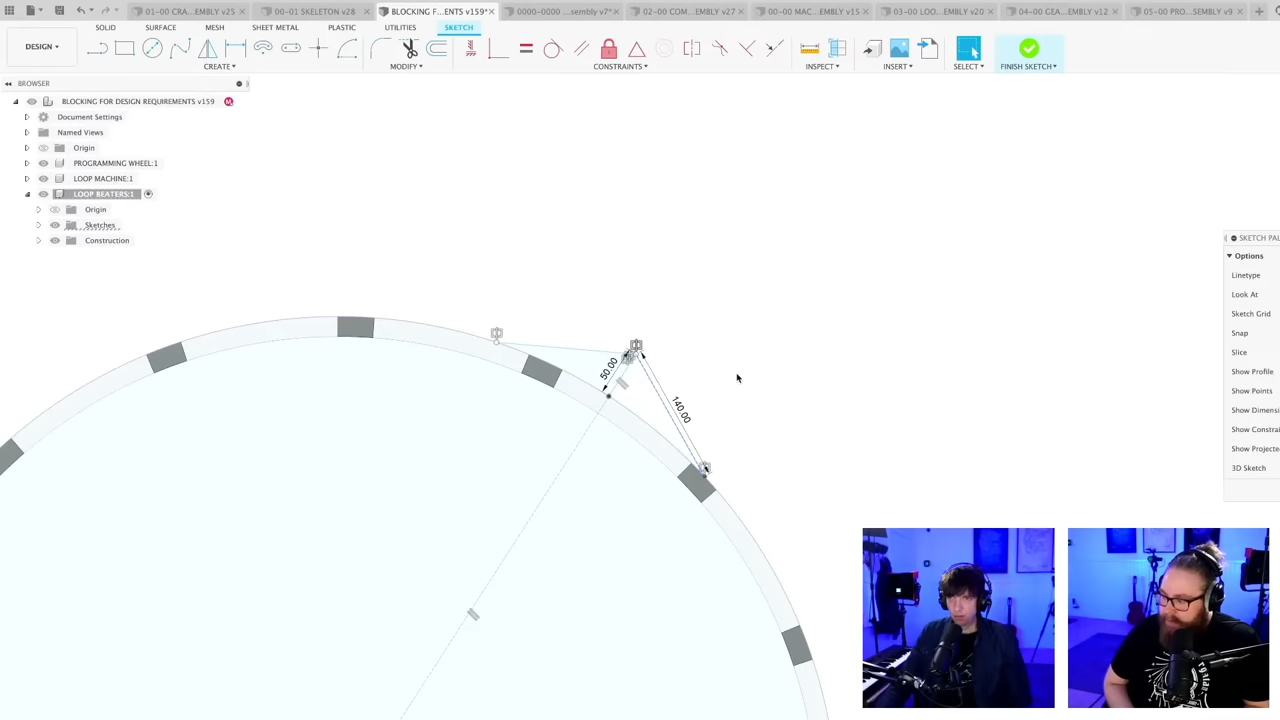 01-00 CRA...EMBLY v25
00-01 SKELETON v28
BLOCKING F...ENTS v159*
0000-0000 ...sembly v7*
02-00 COM...EMBLY v27
00-00 MAC...EMBLY v15
03-00 LOO...EMBLY v20
04-00 GEA...EMBLY v12
05-00 PRO...SEMBLY v9
SOLID
SURFACE
MESH
SHEET METAL
PLASTIC
UTILITIES
SKETCH
DESIGN
CREATE
MODIFY
CONSTRAINTS
INSPECT
INSERT
SELECT
FINISH SKETCH
BROWSER
BLOCKING FOR DESIGN REQUIREMENTS v159
M
Document Settings
Named Views
Origin
PROGRAMMING WHEEL:1
LOOP MACHINE:1
LOOP BEATERS:1
Origin
Sketches
Construction
50.00
140.00
SKETCH PAL
Options
Linetype
Look At
Sketch Grid
Snap
Slice
Show Profile
Show Points
Show Dimensi
Show Constrai
Show Projecte
3D Sketch